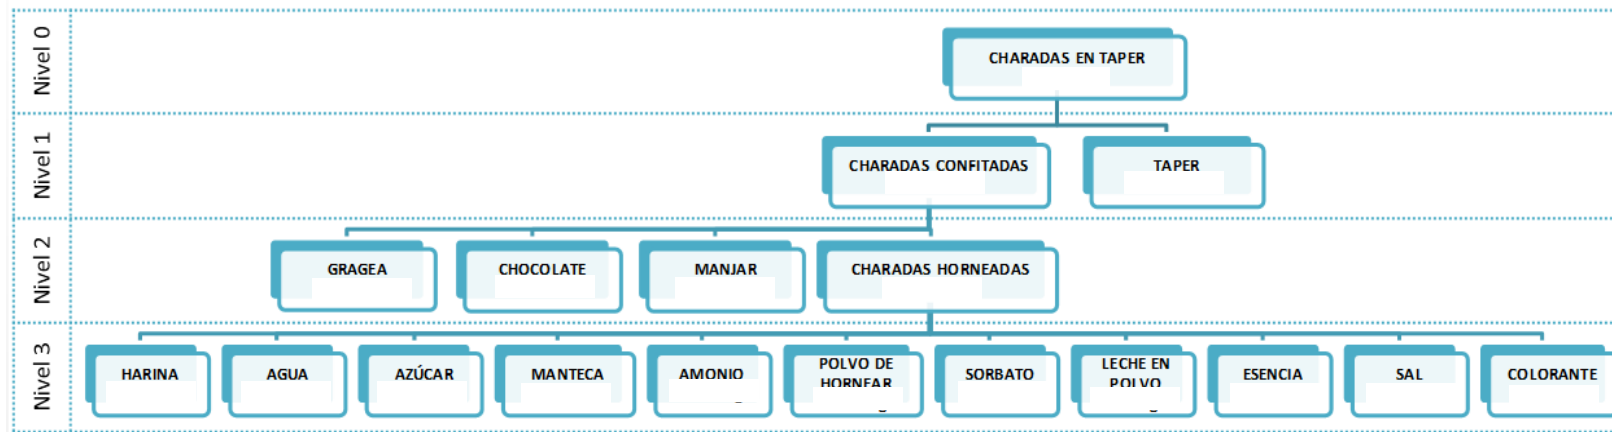 Nivel 0
CHARADAS EN TAPER
Nivel 1
CHARADAS CONFITADAS
TAPER
Nivel 2
GRAGEA
CHOCOLATE
MANJAR
CHARADAS HORNEADAS
Nivel 3
HARINA
AGUA
AZÚCAR
MANTECA
AMONIO
POLVO DE
HORNEAR
SORBATO
LECHE EN
POLVO
ESENCIA
SAL
COLORANTE